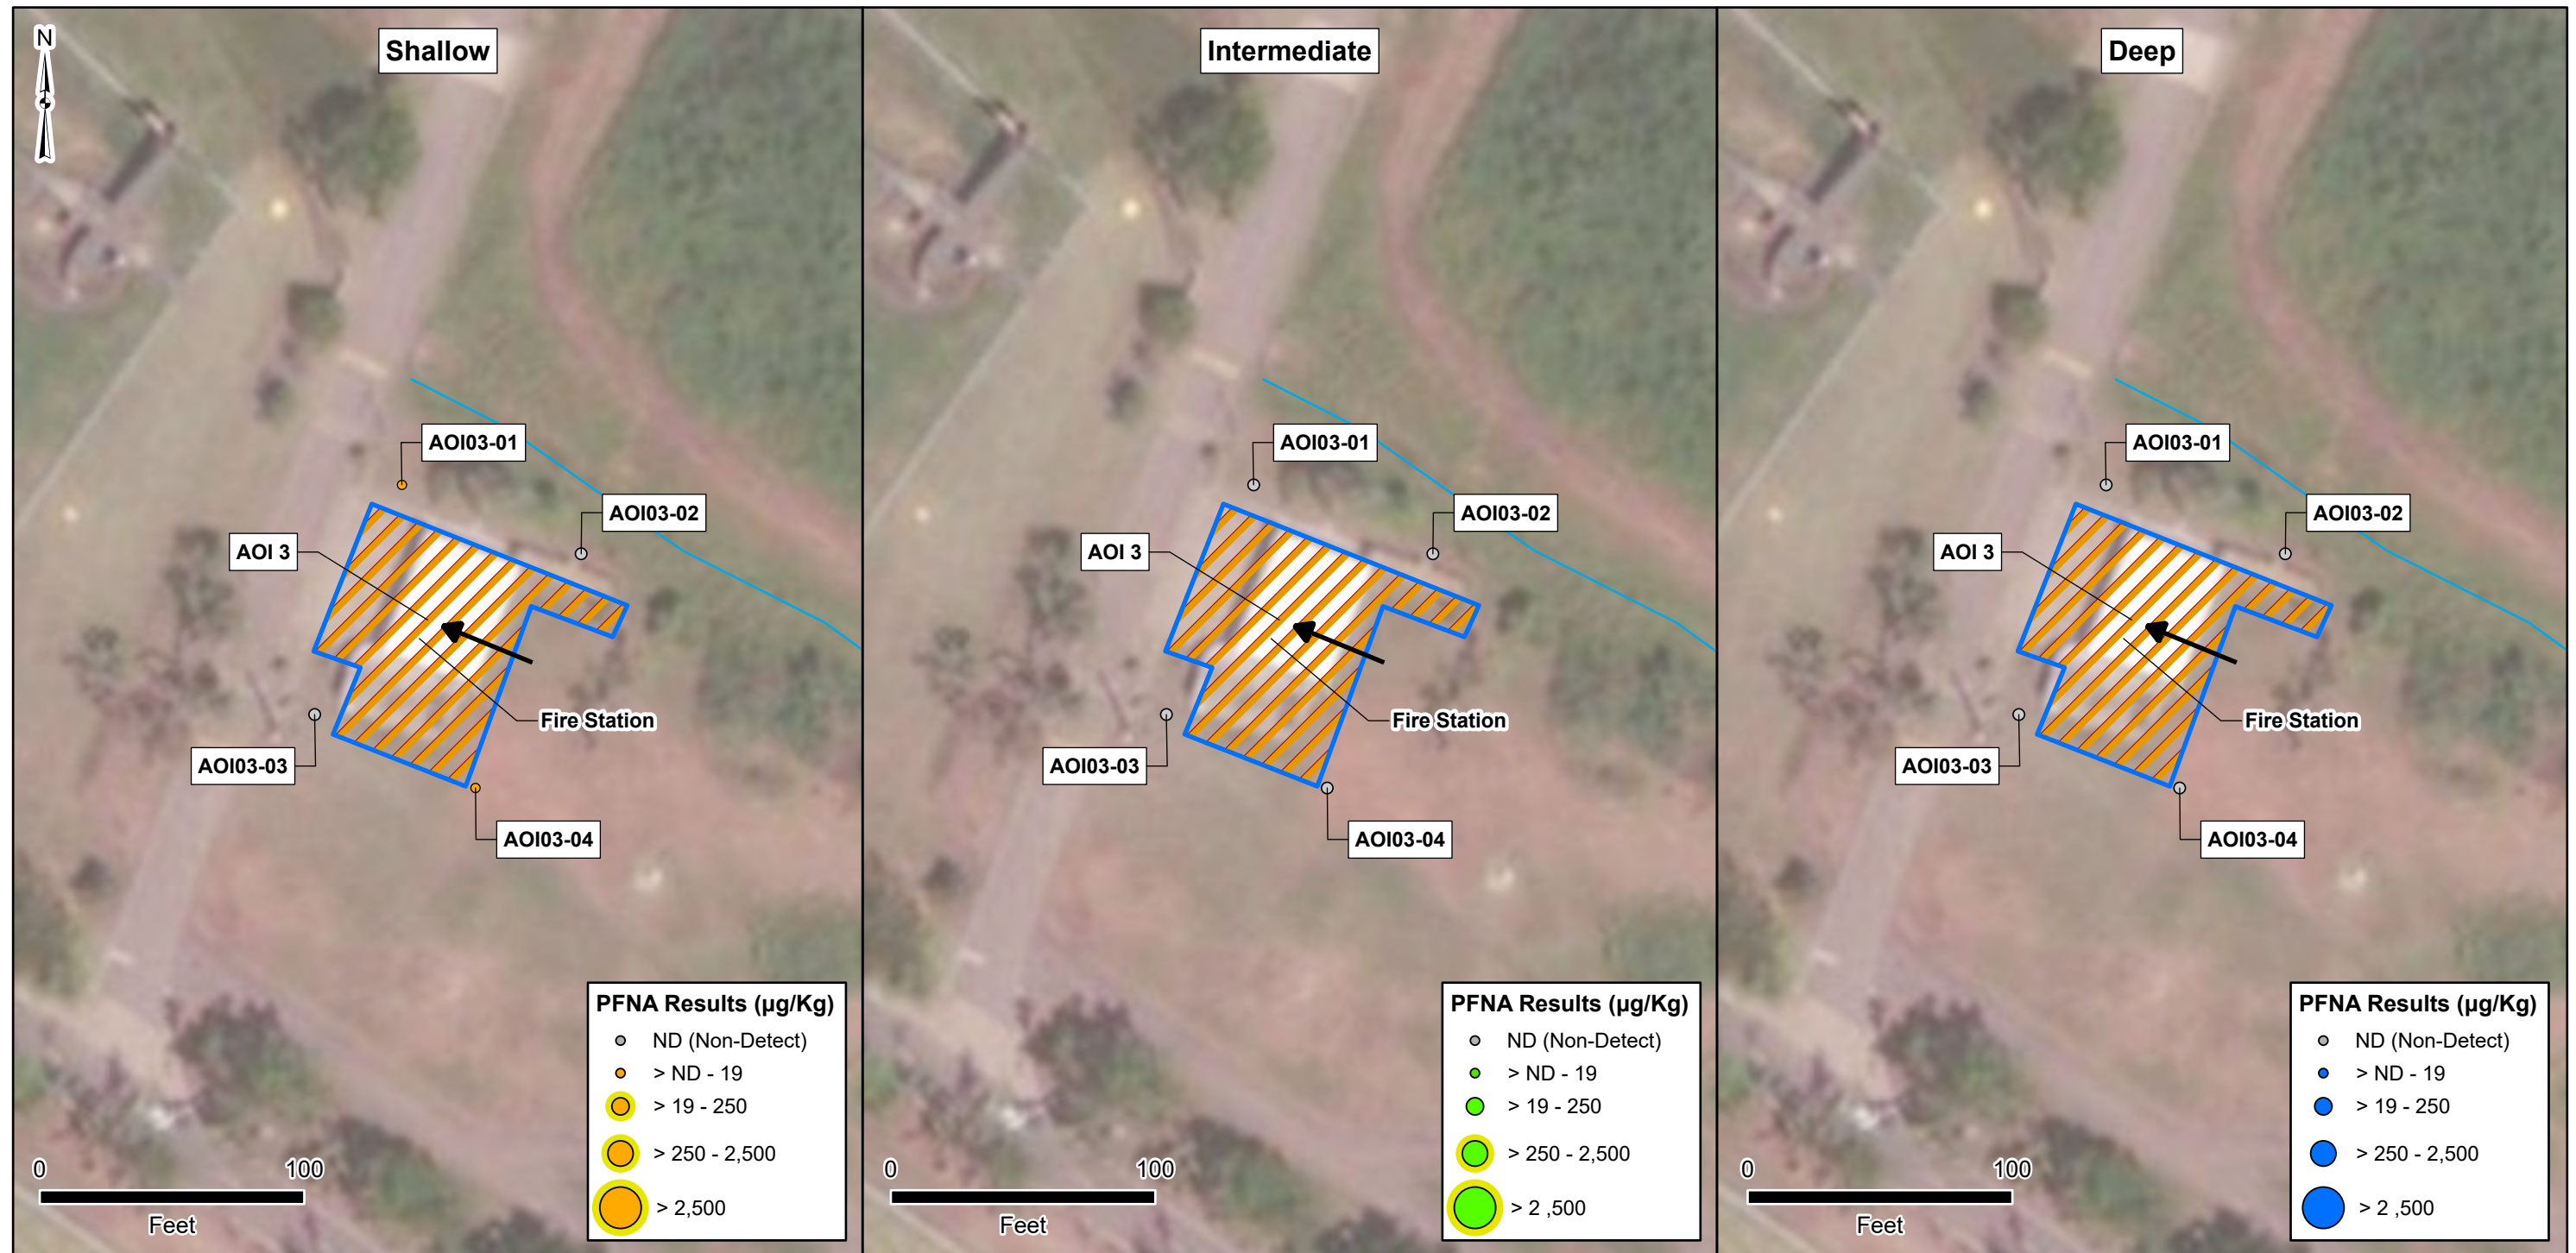 N
Shallow
AOI03-01
AOI03-02
AOI 3
Fire Station
AOI03-03
AOI03-04
PFNA Results (µg/Kg)
ND (Non-Detect)
> ND - 19
> 19 - 250
> 250 - 2,500
> 2,500
0 100
Feet
Intermediate
AOI03-01
AOI03-02
AOI 3
Fire Station
AOI03-03
AOI03-04
PFNA Results (µg/Kg)
ND (Non-Detect)
> ND - 19
> 19 - 250
> 250 - 2,500
> 2 ,500
0 100
Feet
Deep
AOI03-01
AOI03-02
AOI 3
Fire Station
AOI03-03
AOI03-04
PFNA Results (µg/Kg)
ND (Non-Detect)
> ND - 19
> 19 - 250
> 250 - 2,500
> 2 ,500
0 100
Feet